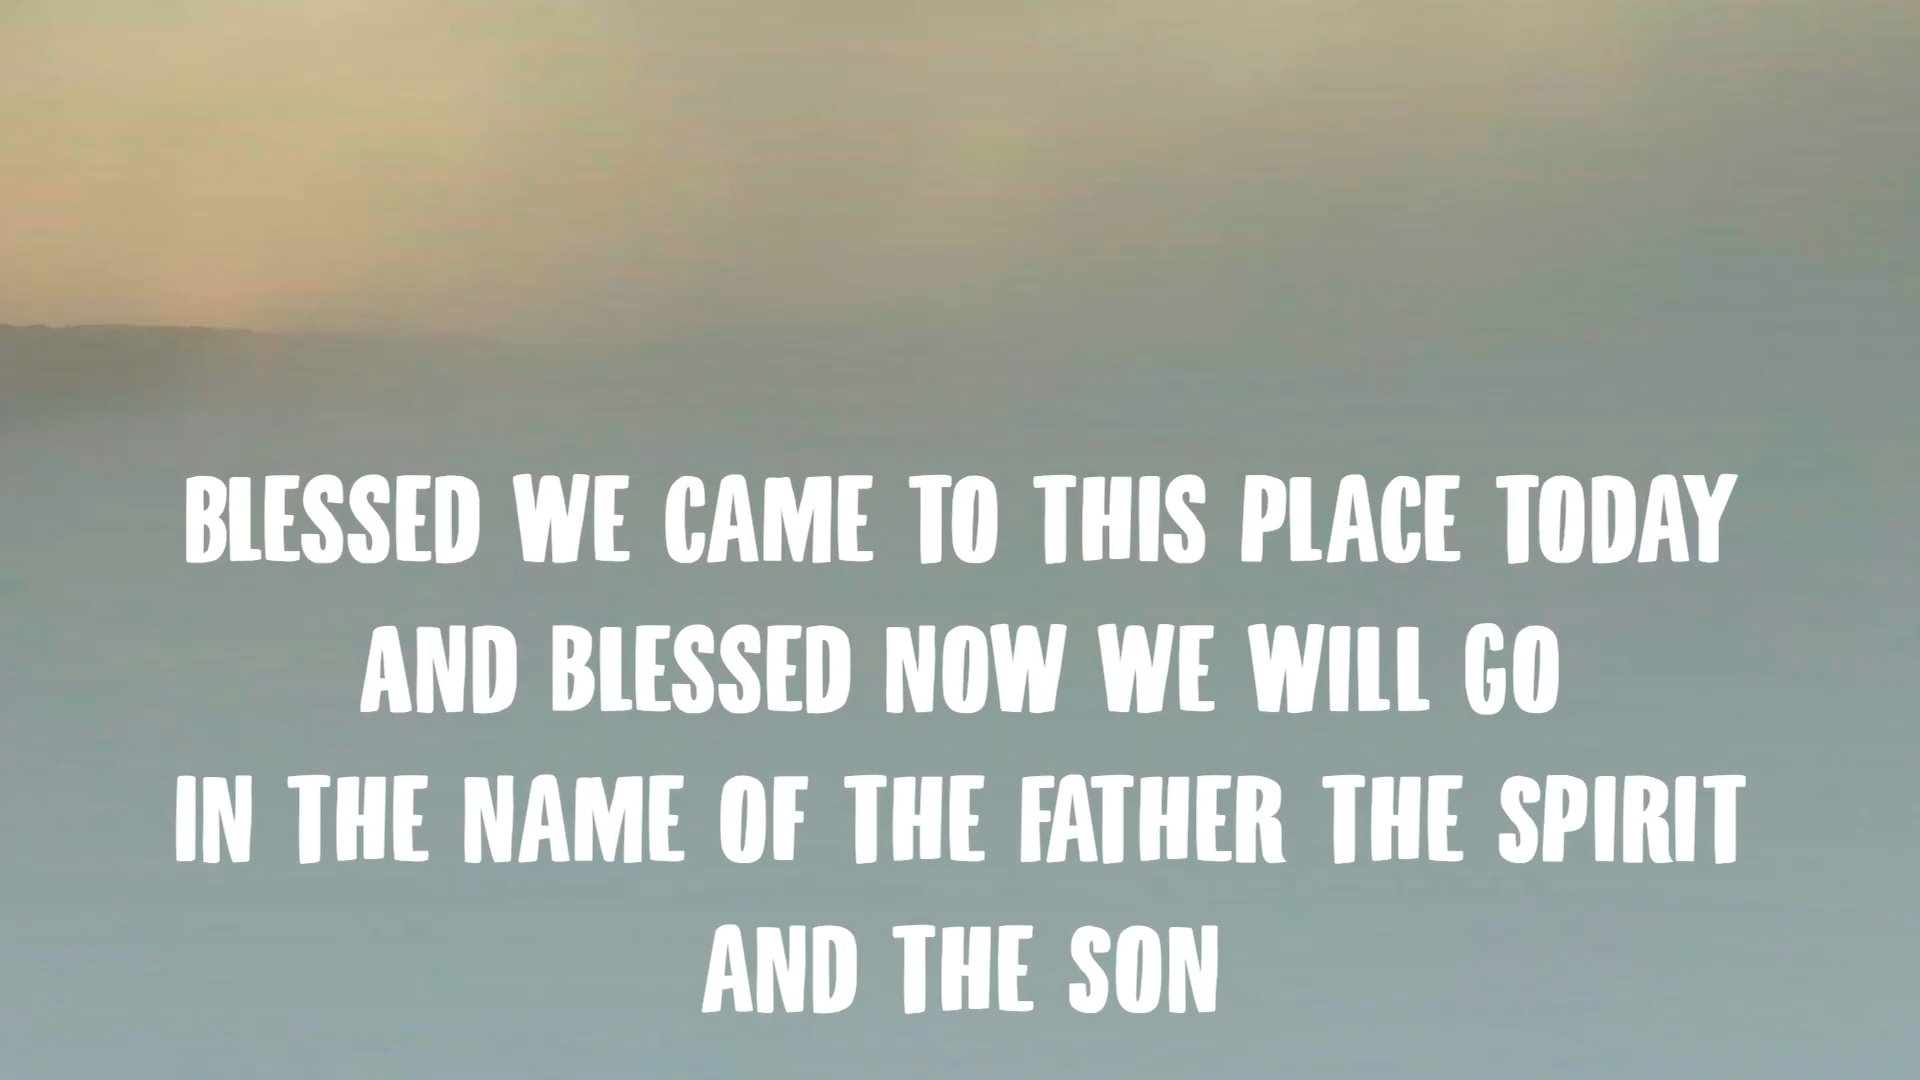 BLESSED WE CAME TO THIS PLACE TODAY
AND BLESSED NOW WE WILL GO
IN THE NAME OF THE FATHER THE SPIRIT
AND THE SON